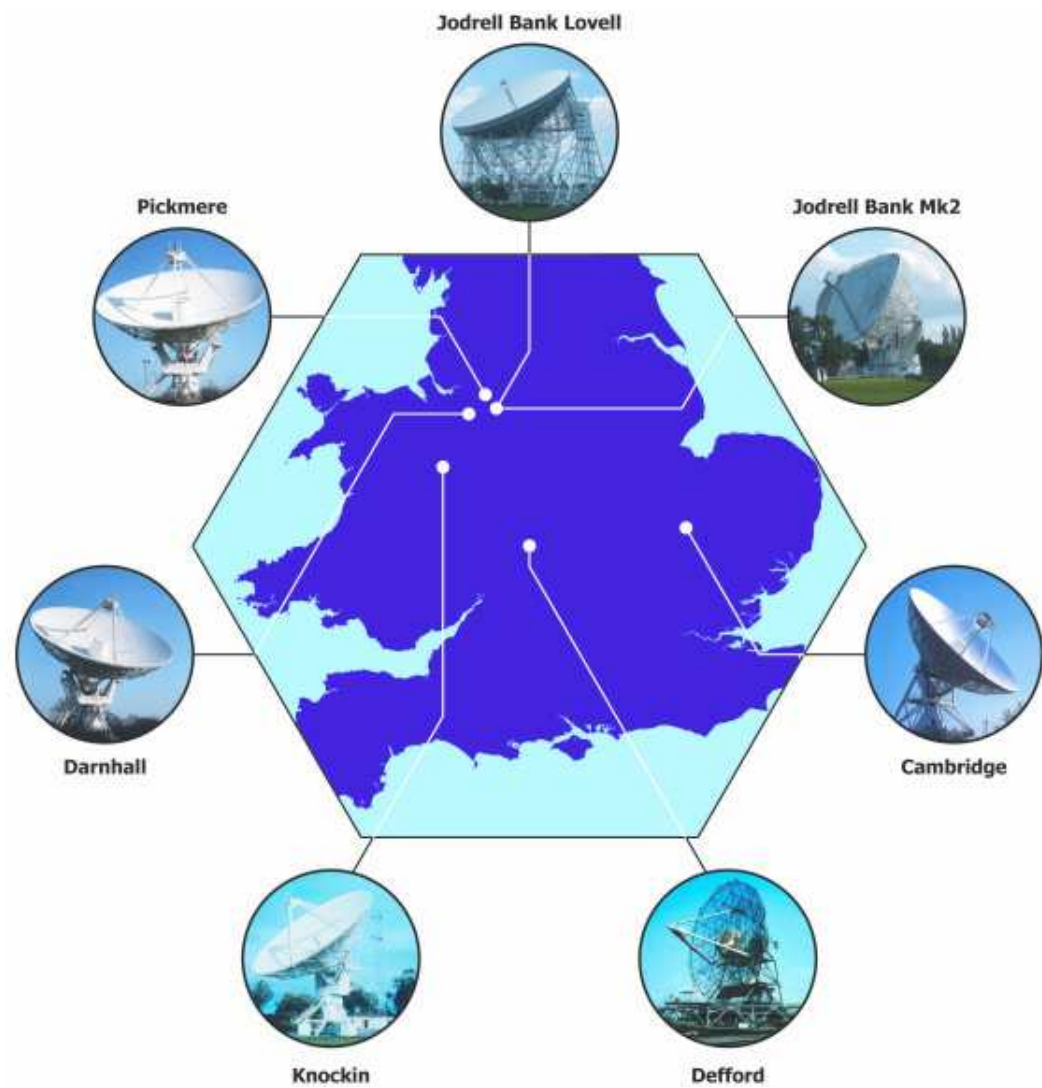 Jodrell Bank Lovell
Pickmere
Jodrell Bank Mk2
Darnhall
Cambridge
Knockin
Defford